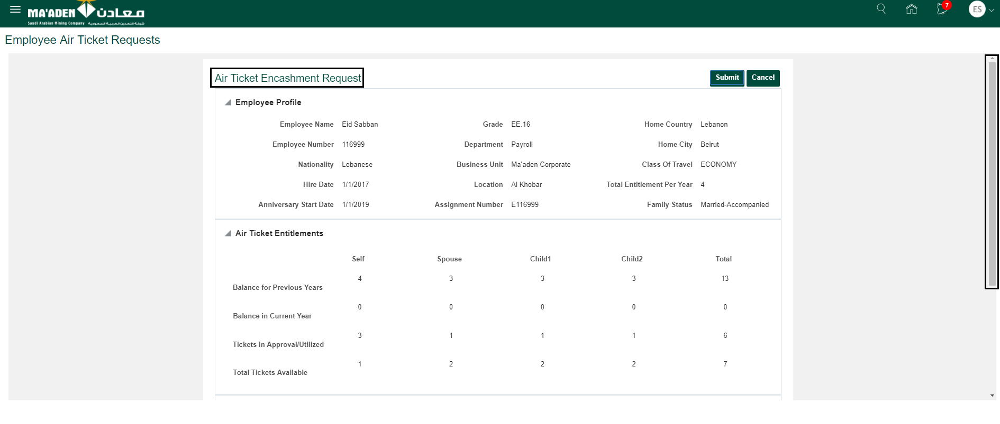 MA'ADEN معادن
Saudi Arabian Mining Company شركة التعدين العربية السعودية
7
ES
Employee Air Ticket Requests
Air Ticket Encashment Request
Submit Cancel
Employee Profile
Employee Name Eid Sabban Grade EE.16 Home Country Lebanon
Employee Number 116999 Department Payroll Home City Beirut
Nationality Lebanese Business Unit Ma'aden Corporate Class Of Travel ECONOMY
Hire Date 1/1/2017 Location Al Khobar Total Entitlement Per Year 4
Anniversary Start Date 1/1/2019 Assignment Number E116999 Family Status Married-Accompanied
Air Ticket Entitlements
Self Spouse Child1 Child2 Total
Balance for Previous Years 4 3 3 3 13
Balance in Current Year 0 0 0 0 0
Tickets In Approval/Utilized 3 1 1 1 6
Total Tickets Available 1 2 2 2 7